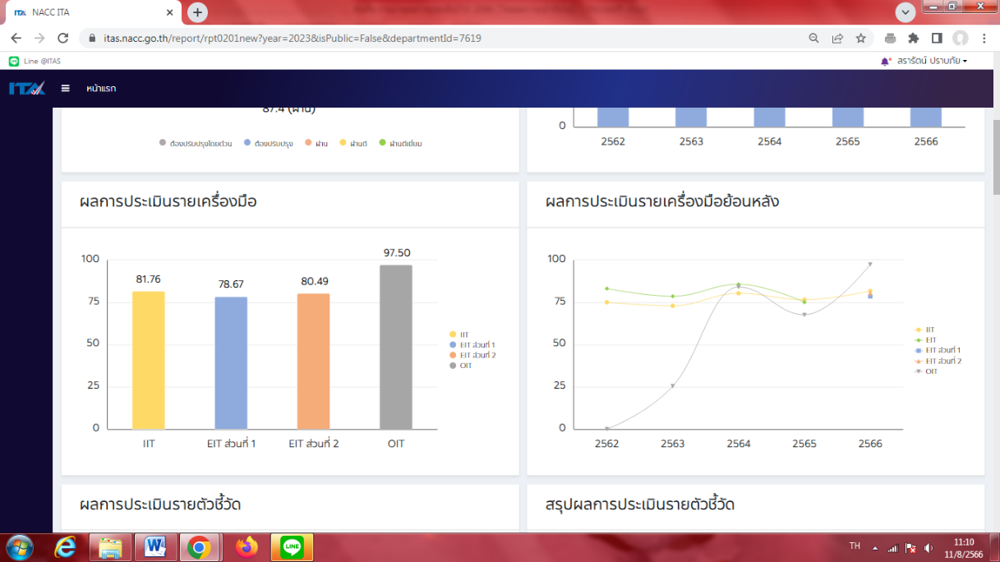 NACC ITA
itas.nacc.go.th/report/rpt0201new?year=2023&isPublic=False&departmentId=7619
Line @ITAS
สรารัตน์ ปราบภัย
ITA
หน้าแรก
87.4 (ผ่าน)
ต้องปรับปรุงโดยด่วน ต้องปรับปรุง ผ่าน ผ่านดี ผ่านดีเยี่ยม
0
2562 2563 2564 2565 2566
ผลการประเมินรายเครื่องมือ
100
75
50
25
0
81.76
78.67
80.49
97.50
IIT EIT ส่วนที่ 1 EIT ส่วนที่ 2 OIT
IIT
EIT ส่วนที่ 1
EIT ส่วนที่ 2
OIT
ผลการประเมินรายเครื่องมือย้อนหลัง
100
75
50
25
0
2562 2563 2564 2565 2566
IIT
EIT
EIT ส่วนที่ 1
EIT ส่วนที่ 2
OIT
ผลการประเมินรายตัวชี้วัด
สรุปผลการประเมินรายตัวชี้วัด
LINE
TH
11:10
11/8/2566